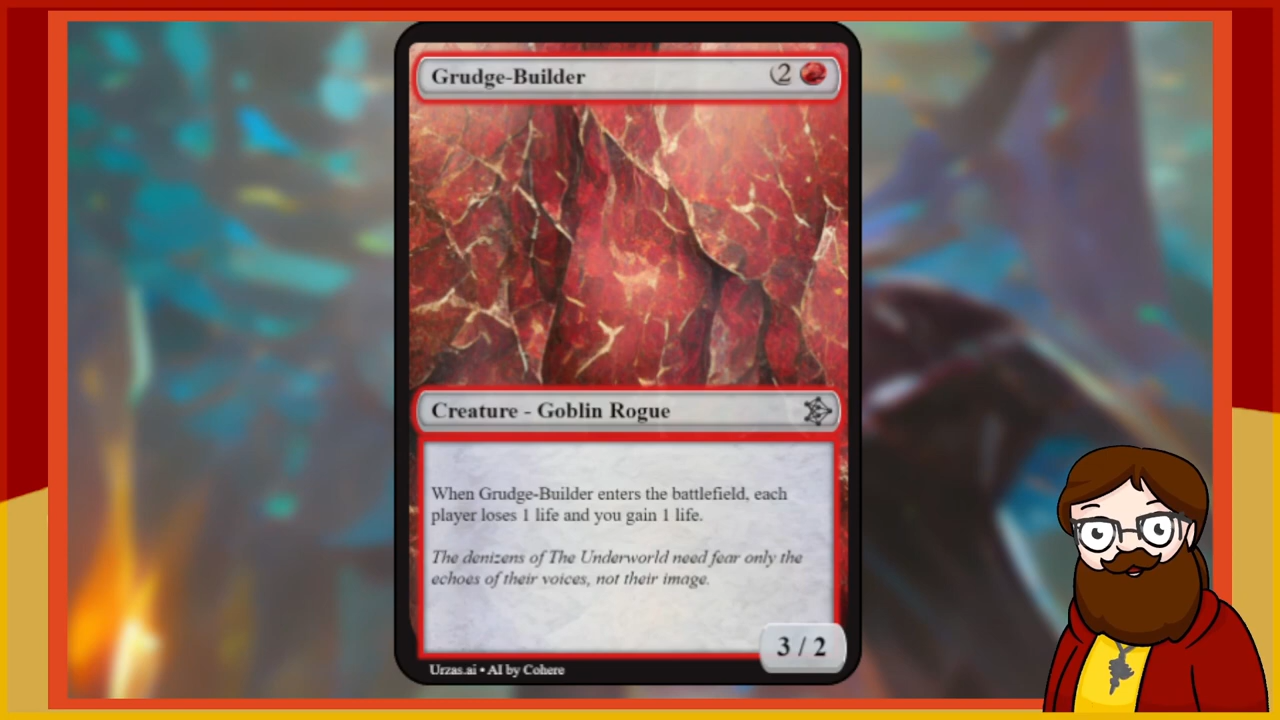 Grudge-Builder 2
Creature - Goblin Rogue
When Grudge-Builder enters the battlefield, each
player loses 1 life and you gain 1 life.
The denizens of The Underworld need fear only the
echoes of their voices, not their image.
3 / 2
Urzas.ai • AI by Cohere